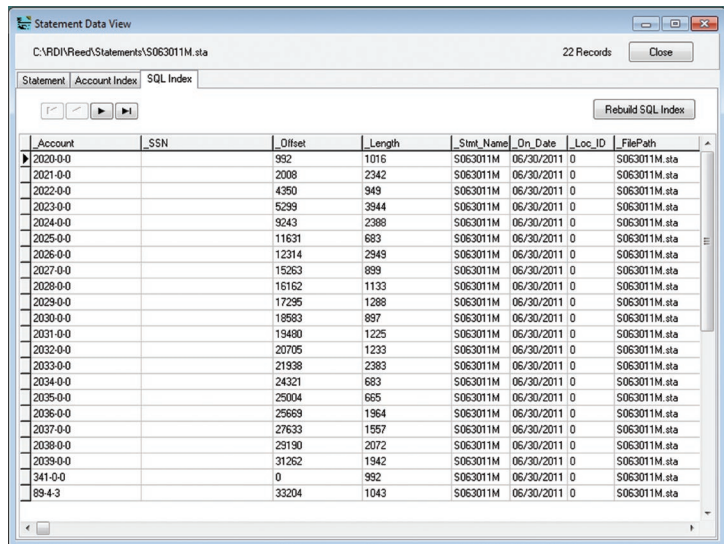 Statement Data View
C:\RDI\Reed\Statements\S063011M.sta 22 Records Close
Statement Account Index SQL Index
Rebuild SQL Index
_Account _SSN _Offset _Length _Stmt_Name _On_Date _Loc_ID _FilePath
2020-0-0 992 1016 S063011M 06/30/2011 0 S063011M.sta
2021-0-0 2008 2342 S063011M 06/30/2011 0 S063011M.sta
2022-0-0 4350 949 S063011M 06/30/2011 0 S063011M.sta
2023-0-0 5299 3944 S063011M 06/30/2011 0 S063011M.sta
2024-0-0 9243 2388 S063011M 06/30/2011 0 S063011M.sta
2025-0-0 11631 683 S063011M 06/30/2011 0 S063011M.sta
2026-0-0 12314 2949 S063011M 06/30/2011 0 S063011M.sta
2027-0-0 15263 899 S063011M 06/30/2011 0 S063011M.sta
2028-0-0 16162 1133 S063011M 06/30/2011 0 S063011M.sta
2029-0-0 17295 1288 S063011M 06/30/2011 0 S063011M.sta
2030-0-0 18583 897 S063011M 06/30/2011 0 S063011M.sta
2031-0-0 19480 1225 S063011M 06/30/2011 0 S063011M.sta
2032-0-0 20705 1233 S063011M 06/30/2011 0 S063011M.sta
2033-0-0 21938 2383 S063011M 06/30/2011 0 S063011M.sta
2034-0-0 24321 683 S063011M 06/30/2011 0 S063011M.sta
2035-0-0 25004 665 S063011M 06/30/2011 0 S063011M.sta
2036-0-0 25669 1964 S063011M 06/30/2011 0 S063011M.sta
2037-0-0 27633 1557 S063011M 06/30/2011 0 S063011M.sta
2038-0-0 29190 2072 S063011M 06/30/2011 0 S063011M.sta
2039-0-0 31262 1942 S063011M 06/30/2011 0 S063011M.sta
341-0-0 0 992 S063011M 06/30/2011 0 S063011M.sta
89-4-3 33204 1043 S063011M 06/30/2011 0 S063011M.sta